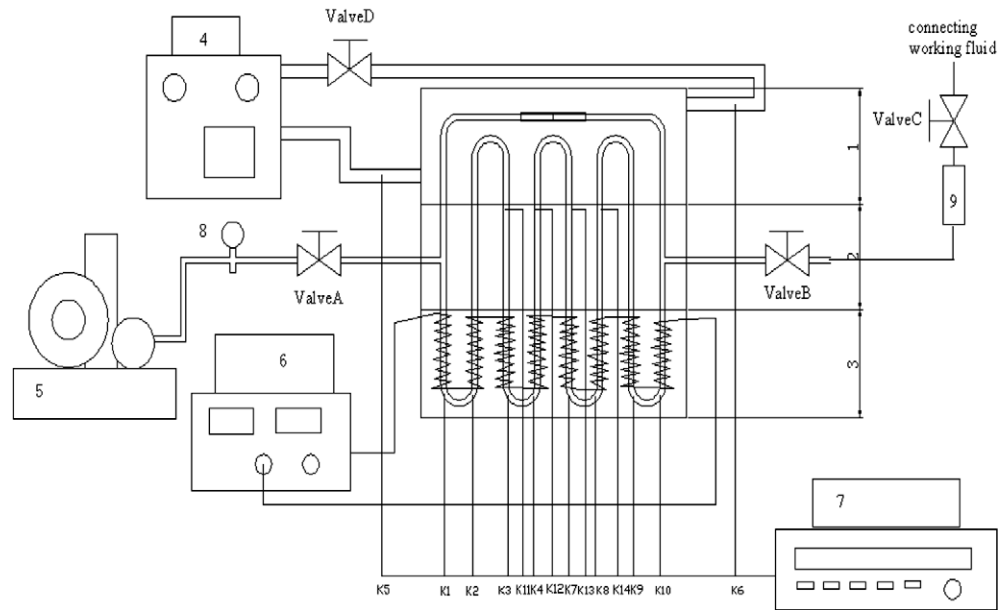 4
ValveD
connecting
working fluid
ValveC
1
9
8
2
ValveA
ValveB
6
3
5
7
K5 K1 K2 K3 K11 K4 K12 K7 K13 K8 K14 K9 K10 K6